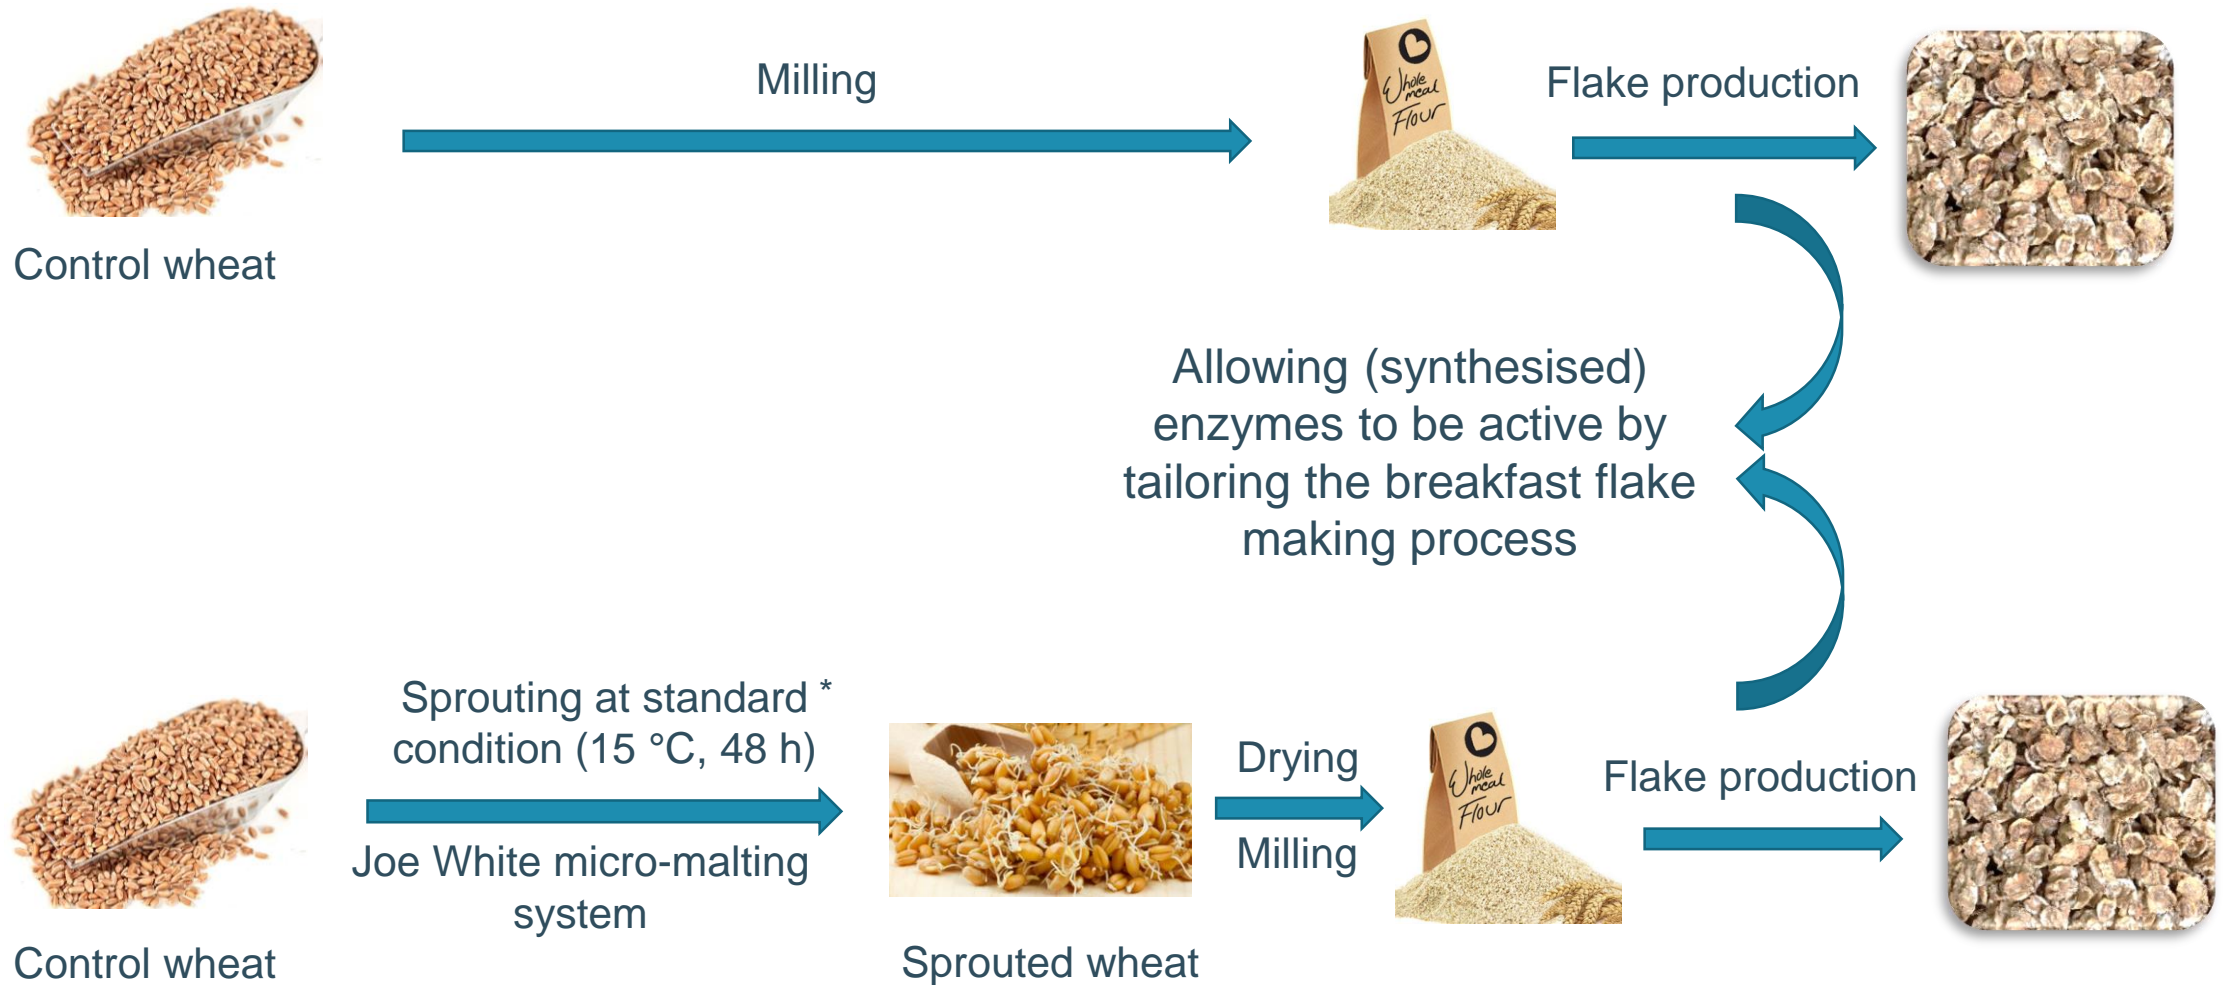 Milling
Whole
meal
Flour
Flake production
Control wheat
Allowing (synthesised)
enzymes to be active by
tailoring the breakfast flake
making process
Sprouting at standard *
condition (15 °C, 48 h)
Joe White micro-malting
system
Drying
Milling
Whole
meal
Flour
Flake production
Control wheat
Sprouted wheat